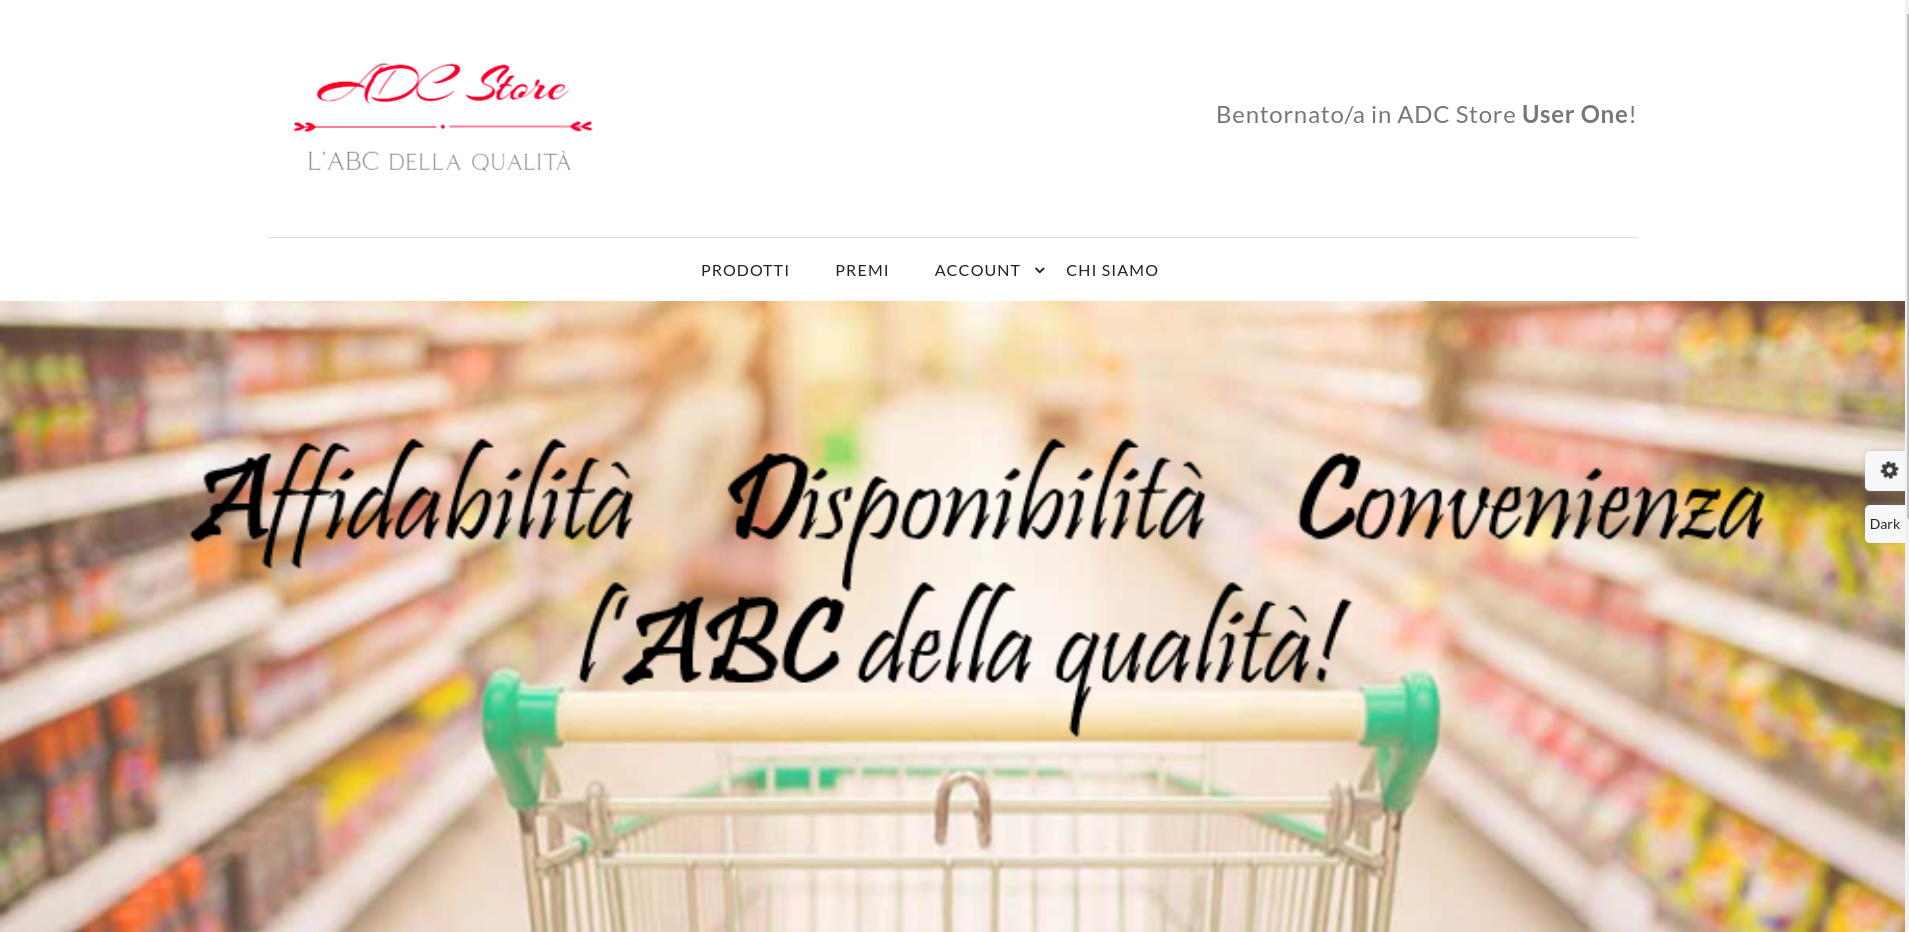 ADC Store
L'ABC DELLA QUALITÀ
Bentornato/a in ADC Store User One!
PRODOTTI PREMI ACCOUNT CHI SIAMO
Affidabilità Disponibilità Convenienza
l'ABC della qualità!
Dark